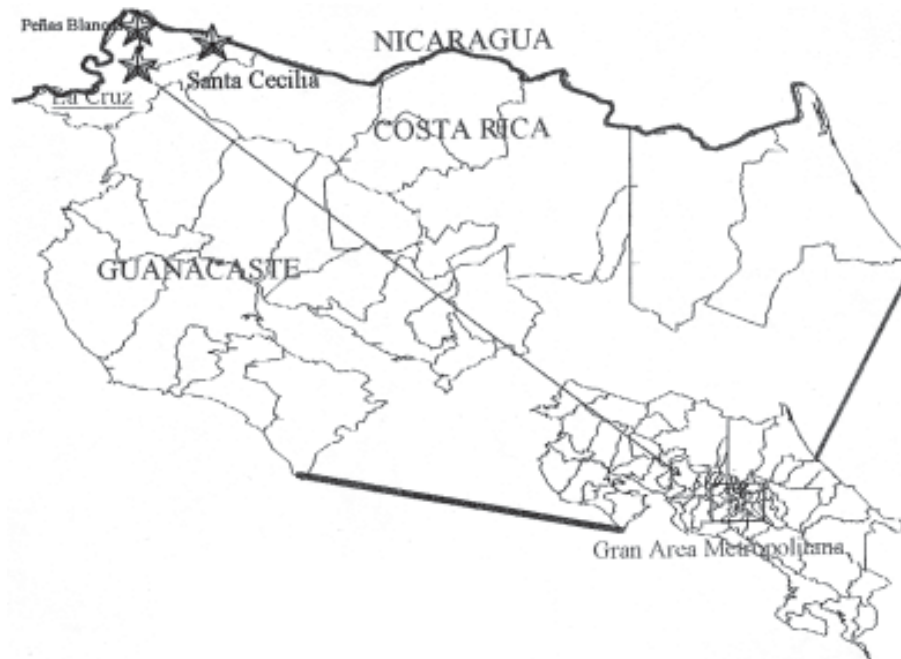 Peñas Blancas
NICARAGUA
Santa Cecilia
La Cruz
COSTA RICA
GUANACASTE
Gran Area Metropolitana